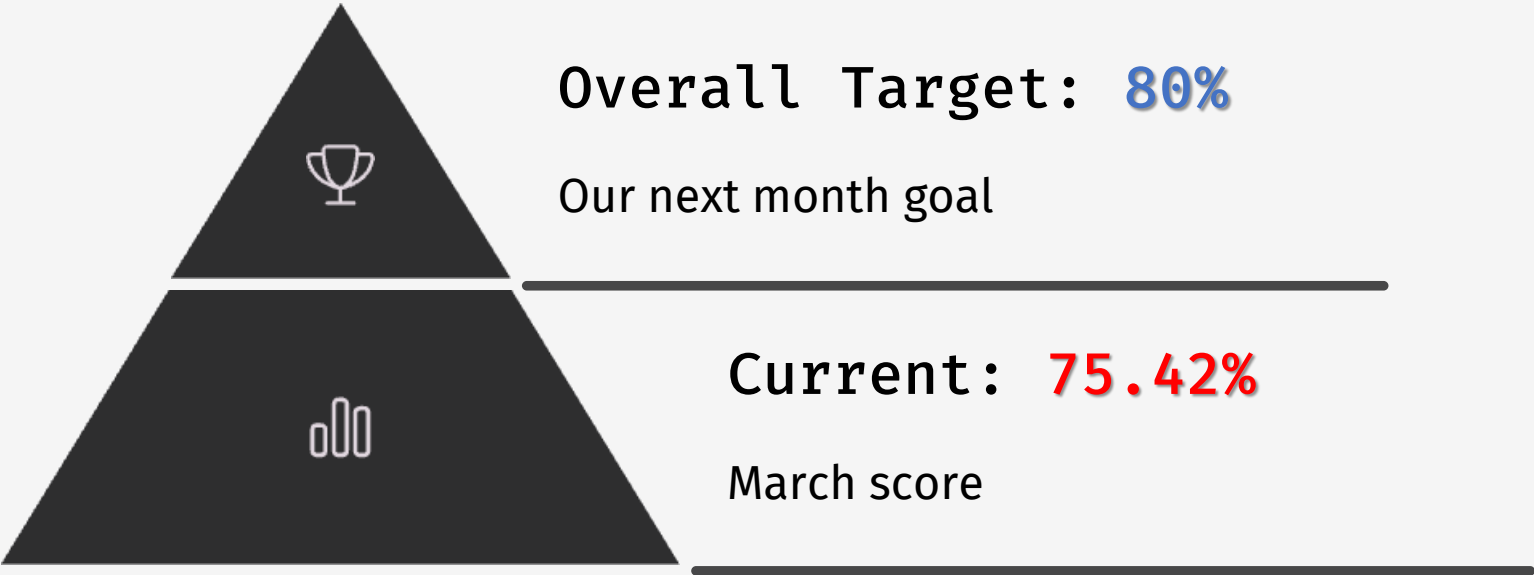 Overall Target: 80%
Our next month goal
Current: 75.42%
March score